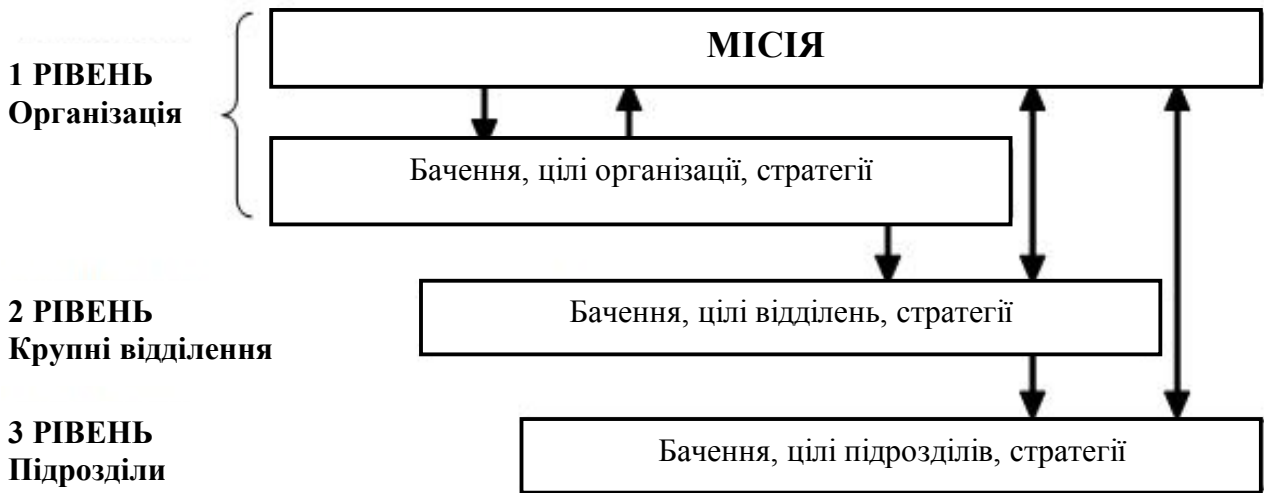 МІСІЯ
1 РІВЕНЬ
Організація
Бачення, цілі організації, стратегії
2 РІВЕНЬ
Крупні відділення
Бачення, цілі відділень, стратегії
3 РІВЕНЬ
Підрозділи
Бачення, цілі підрозділів, стратегії